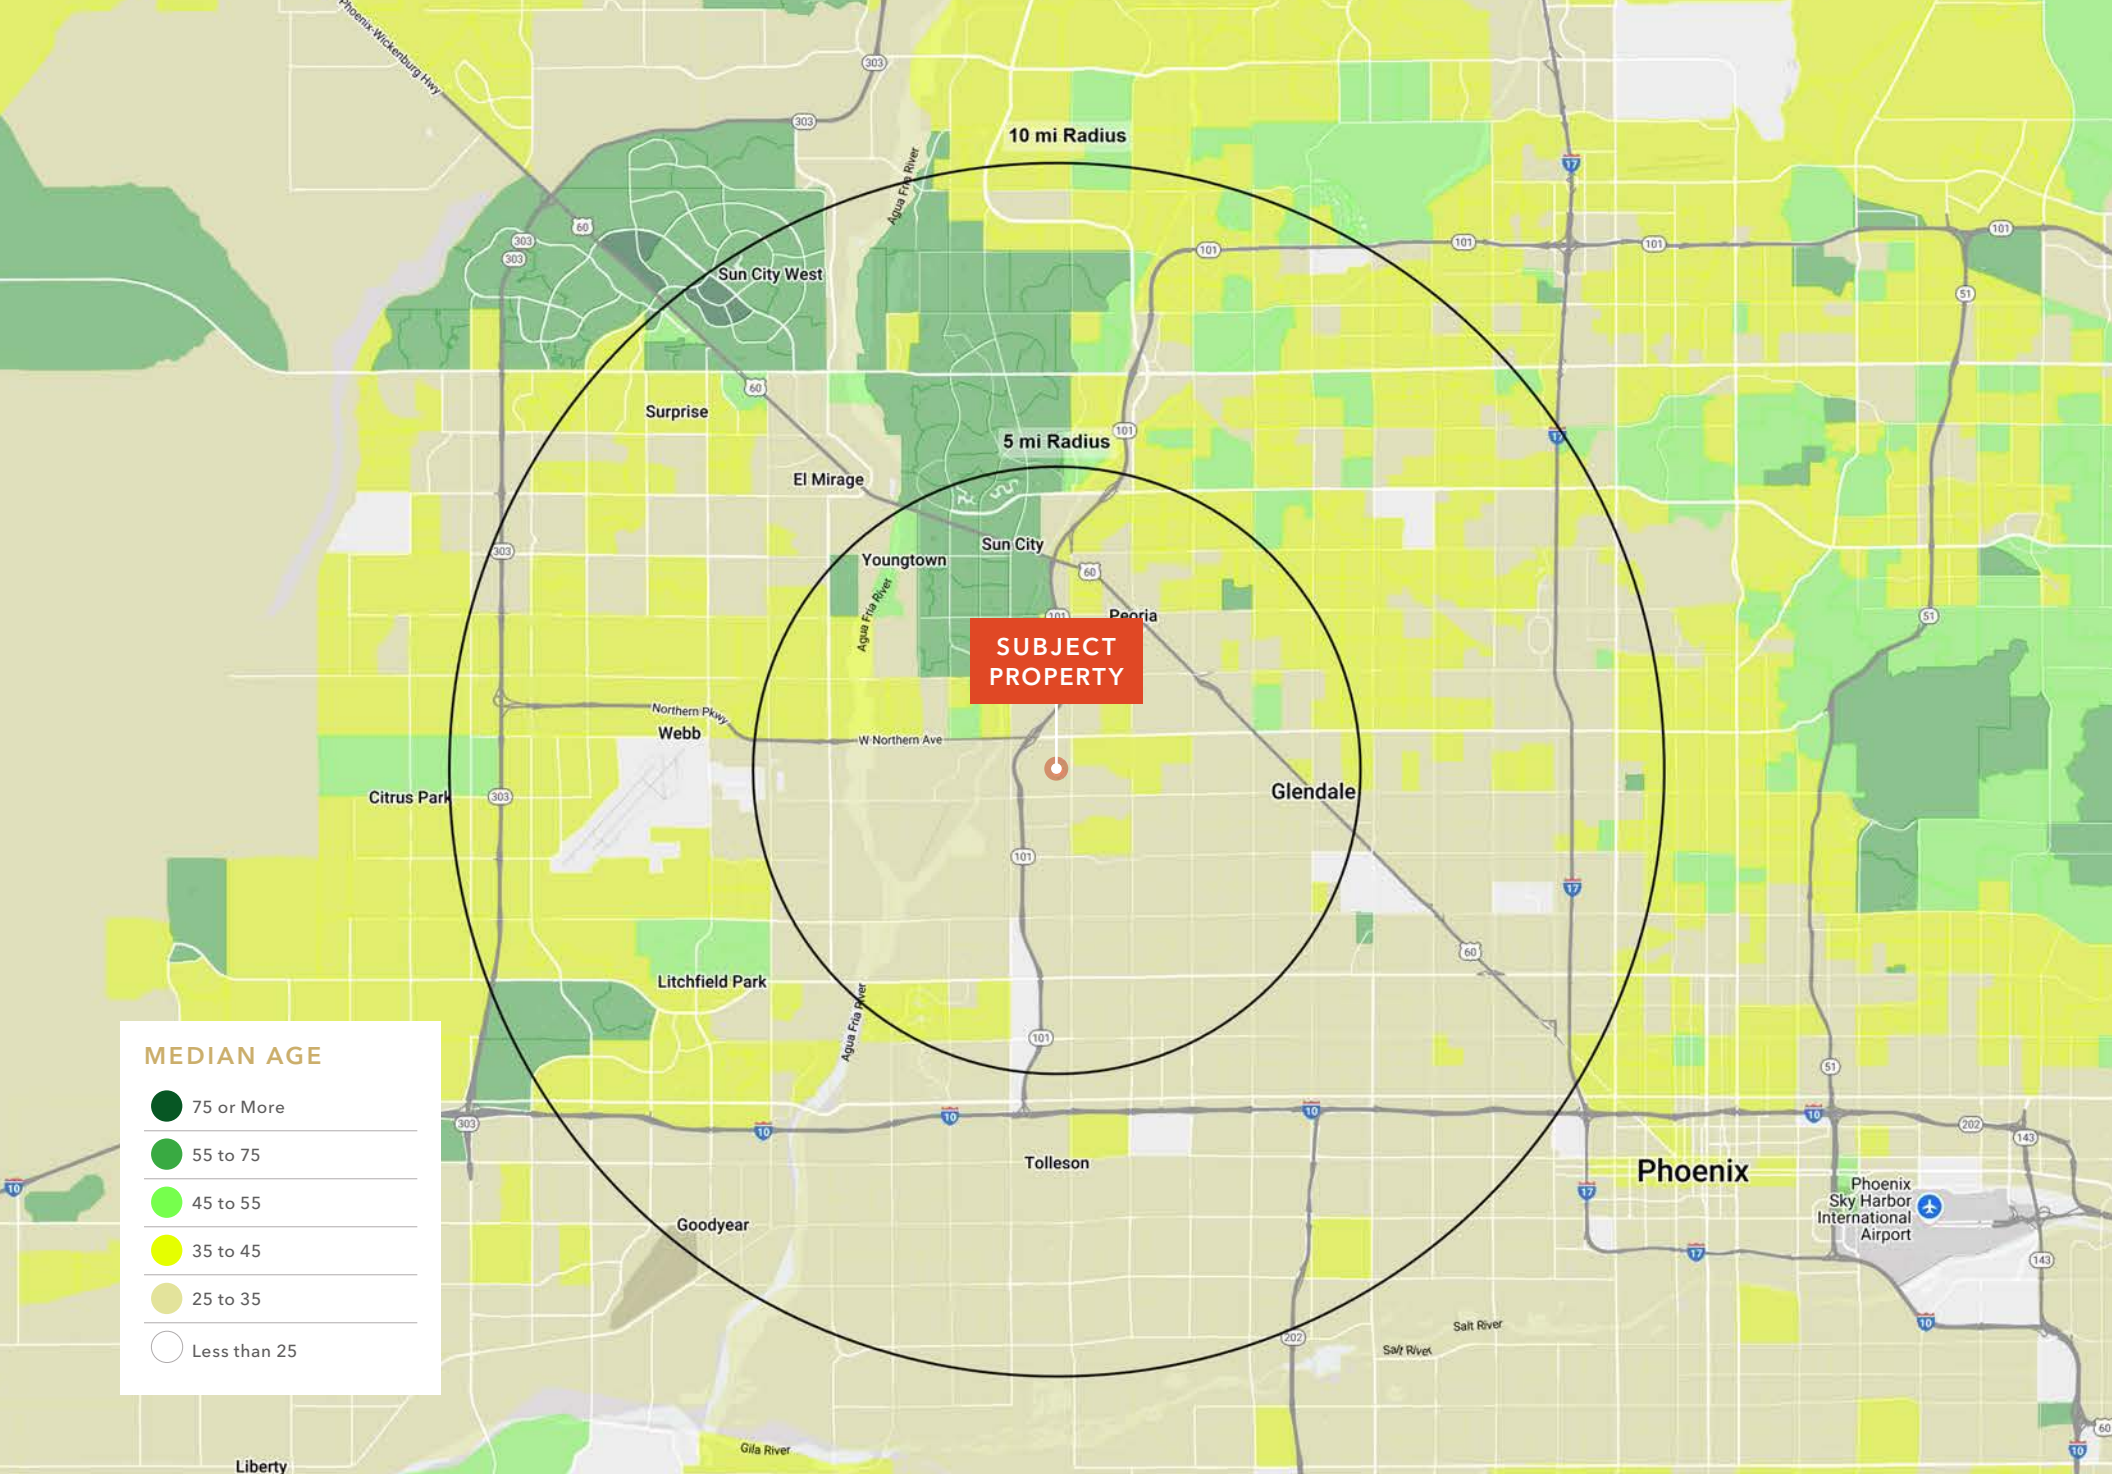 Phoenix-Wickenburg Hwy
303
303
10 mi Radius
Agua Fria River
17
60
303
303
101
101
101
101
Sun City West
51
60
Surprise
101
5 mi Radius
17
El Mirage
Sun City
303
Youngtown
60
Agua Fria River
101
Peoria
51
SUBJECT
PROPERTY
Northern Pkwy
Webb
W Northern Ave
Citrus Park
303
Glendale
101
17
60
Litchfield Park
Agua Fria River
101
51
MEDIAN AGE
75 or More
55 to 75
45 to 55
35 to 45
25 to 35
Less than 25
303
10
10
10
10
202
143
10
Tolleson
Phoenix
17
Phoenix
Sky Harbor
International
Airport
Goodyear
17
143
10
Salt River
202
Salt River
60
10
Gila River
Liberty